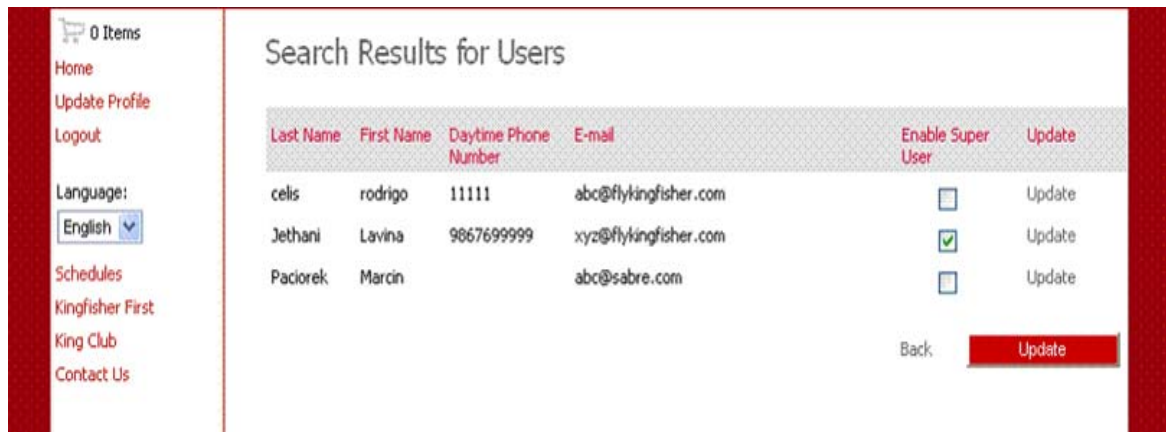 0 Items
Home
Update Profile
Logout
Language:
English
Schedules
Kingfisher First
King Club
Contact Us
Search Results for Users
Last Name First Name Daytime Phone Number E-mail Enable Super User Update
celis rodrigo 11111 abc@flykingfisher.com Update
Jethani Lavina 9867699999 xyz@flykingfisher.com Update
Paciorek Marcin abc@sabre.com Update
Back Update